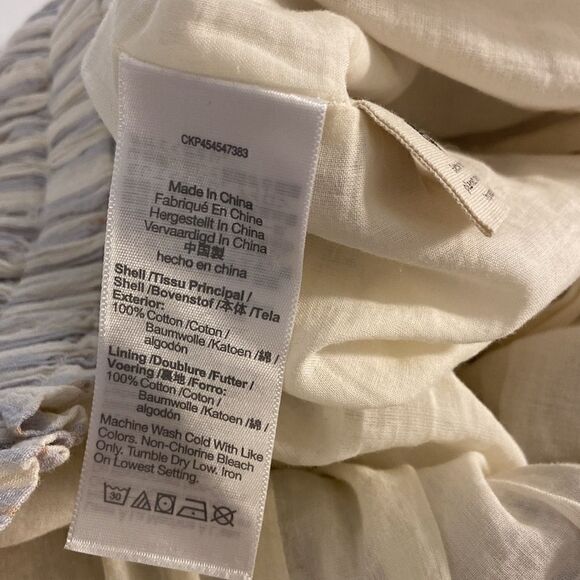 CKP454547383
Made In China
Fabriqué En Chine
Hergestellt In China
Vervaardigd In China
中国製
hecho en china
Shell /Tissu Principal /
Shell /Bovenstof /本体 /Tela
Exterior:
100% Cotton /Coton /
Baumwolle /Katoen /綿 /
algodón
Lining /Doublure /Futter /
Voering /裏地 /Forro:
100% Cotton /Coton /
Baumwolle /Katoen /綿 /
algodón
Machine Wash Cold With Like
Colors. Non-Chlorine Bleach
Only. Tumble Dry Low. Iron
On Lowest Setting.
30